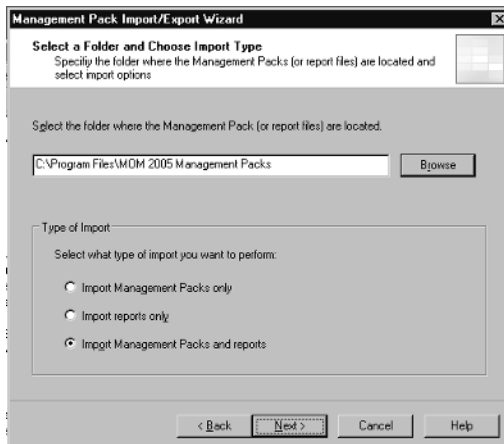 Management Pack Import/Export Wizard
Select a Folder and Choose Import Type
Specifiy the folder where the Management Packs (or report files) are located and
select import options
Select the folder where the Management Pack (or report files) are located.
C:\Program Files\MOM 2005 Management Packs
Browse
Type of Import
Select what type of import you want to perform:
Import Management Packs only
Import reports only
Import Management Packs and reports
< Back
Next >
Cancel
Help